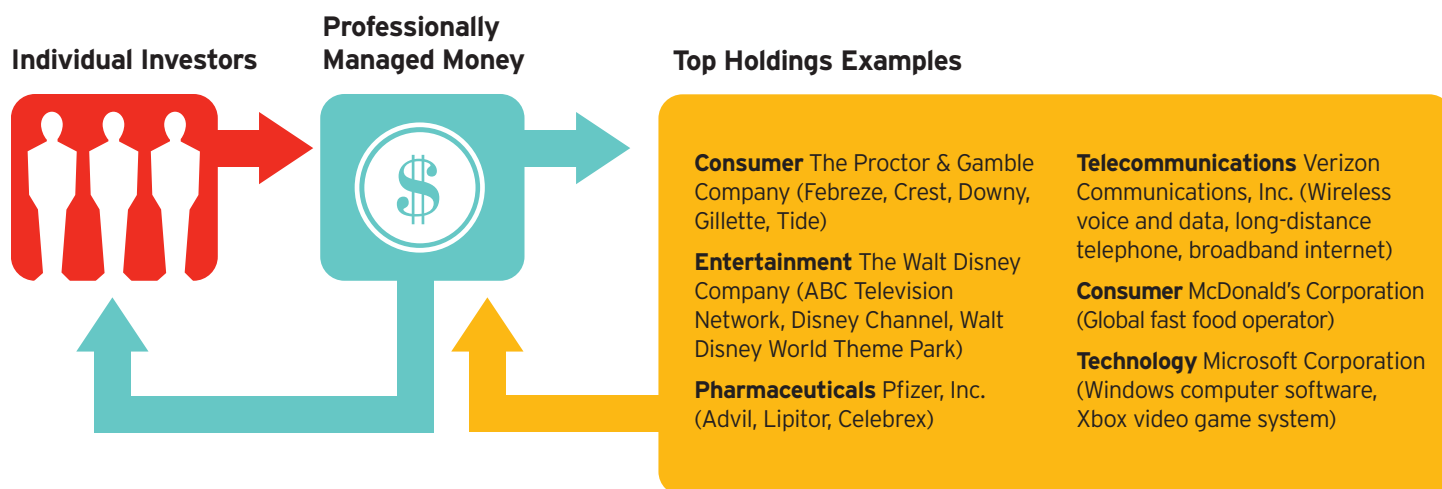 Individual Investors
Professionally
Managed Money
$
Top Holdings Examples
Consumer The Proctor & Gamble
Company (Febreze, Crest, Downy,
Gillette, Tide)
Entertainment The Walt Disney
Company (ABC Television
Network, Disney Channel, Walt
Disney World Theme Park)
Pharmaceuticals Pfizer, Inc.
(Advil, Lipitor, Celebrex)
Telecommunications Verizon
Communications, Inc. (Wireless
voice and data, long-distance
telephone, broadband internet)
Consumer McDonald’s Corporation
(Global fast food operator)
Technology Microsoft Corporation
(Windows computer software,
Xbox video game system)